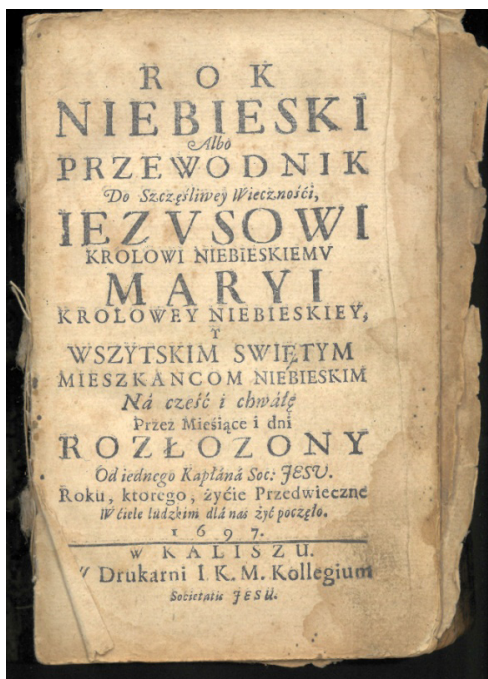 ROK
NIEBIESKI
Albo
PRZEWODNIK
Do Szczęśliwey Wiecznośći,
IEZVSOWI
KROLOWI NIEBIESKIEMV
MARYI
KROLOWEY NIEBIESKIEY,
Y
WSZYTSKIM SWIĘTYM
MIESZKANCOM NIEBIESKIM
Ná cześć i chwałę
Przez Mieśiące i dni
ROZŁOZONY
Od iednego Kapłáná Soc: JESV.
Roku, ktorego, żyćie Przedwieczne
W ćiele ludzkim dlá nas żyć poczęło.
1697.
W KALISZU.
w Drukarni I. K. M. Kollegium
Societatis JESU.